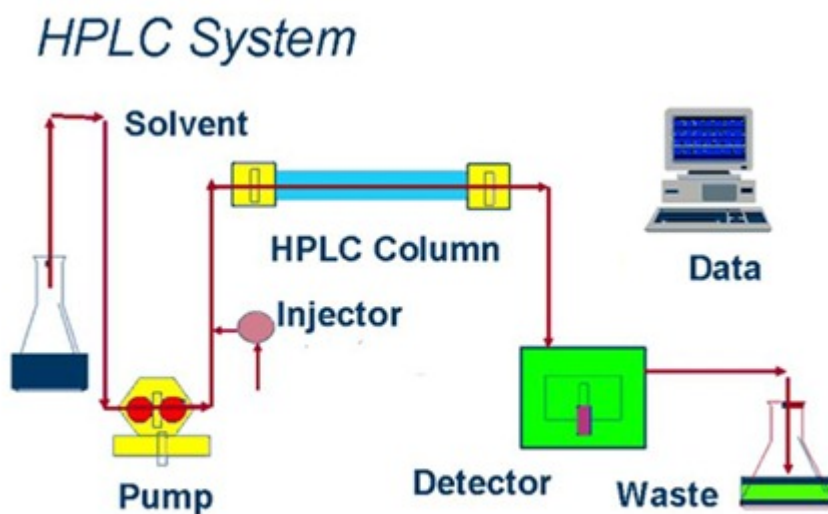 HPLC System
Solvent
HPLC Column
Data
Injector
Pump
Detector
Waste